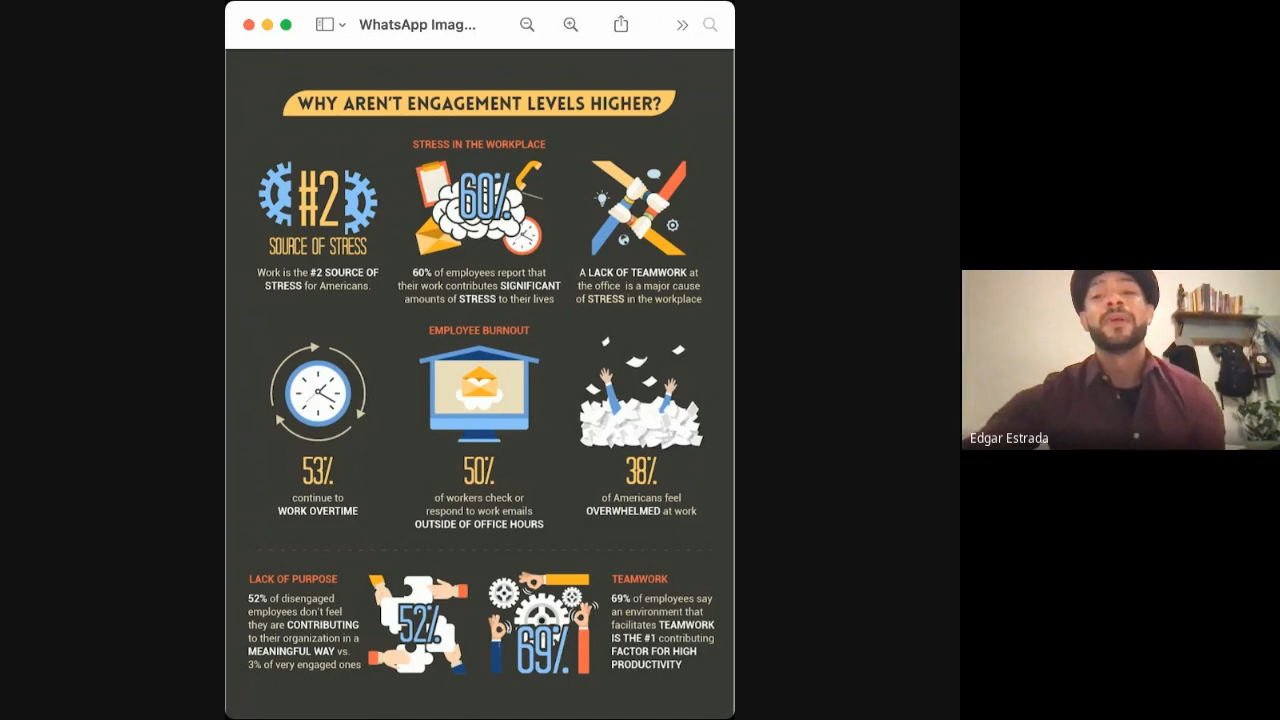 WhatsApp Imag...
WHY AREN'T ENGAGEMENT LEVELS HIGHER?
STRESS IN THE WORKPLACE
#2
SOURCE OF STRESS
Work is the #2 SOURCE OF
STRESS for Americans.
60%
60% of employees report that
their work contributes SIGNIFICANT
amounts of STRESS to their lives
A LACK OF TEAMWORK at
the office is a major cause
of STRESS in the workplace
EMPLOYEE BURNOUT
53%
continue to
WORK OVERTIME
50%
of workers check or
respond to work emails
OUTSIDE OF OFFICE HOURS
38%
of Americans feel
OVERWHELMED at work
LACK OF PURPOSE
52% of disengaged
employees don't feel
they are CONTRIBUTING
to their organization in a
MEANINGFUL WAY vs.
3% of very engaged ones
52%
69%
TEAMWORK
69% of employees say
an environment that
facilitates TEAMWORK
IS THE #1 contributing
FACTOR FOR HIGH
PRODUCTIVITY
Edgar Estrada